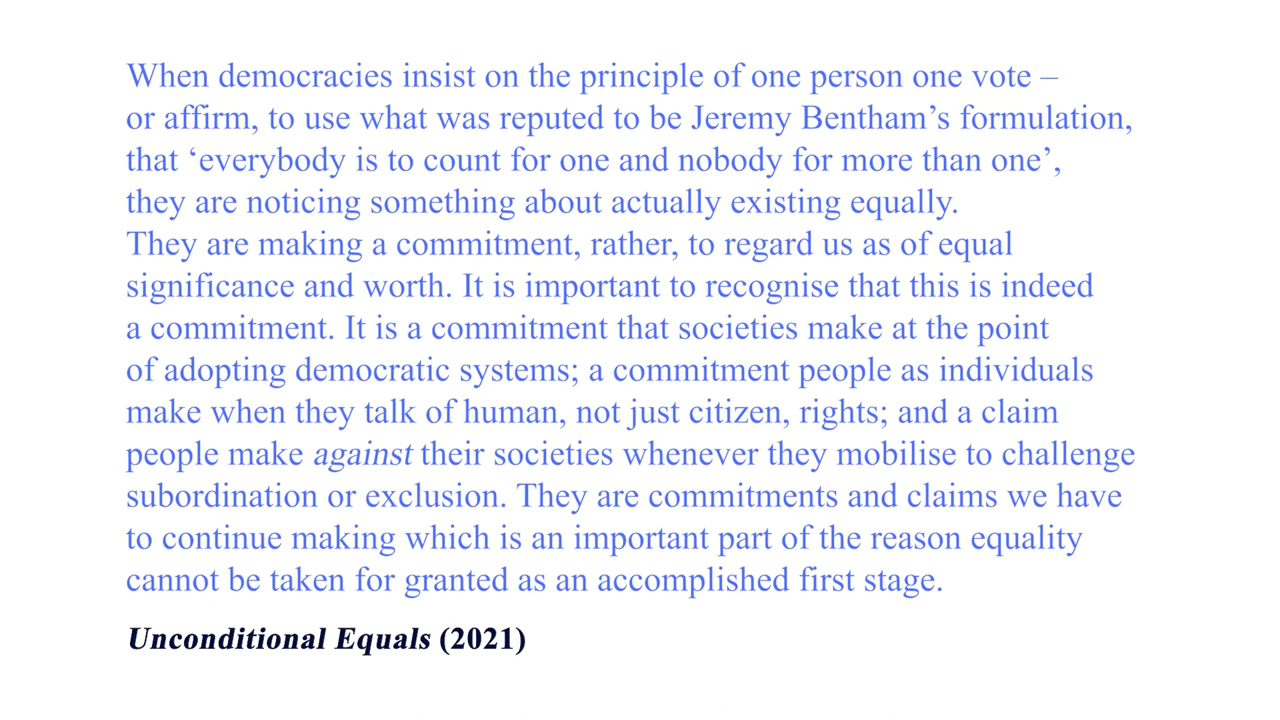 When democracies insist on the principle of one person one vote –
or affirm, to use what was reputed to be Jeremy Bentham’s formulation,
that ‘everybody is to count for one and nobody for more than one’,
they are noticing something about actually existing equally.
They are making a commitment, rather, to regard us as of equal
significance and worth. It is important to recognise that this is indeed
a commitment. It is a commitment that societies make at the point
of adopting democratic systems; a commitment people as individuals
make when they talk of human, not just citizen, rights; and a claim
people make against their societies whenever they mobilise to challenge
subordination or exclusion. They are commitments and claims we have
to continue making which is an important part of the reason equality
cannot be taken for granted as an accomplished first stage.
Unconditional Equals (2021)